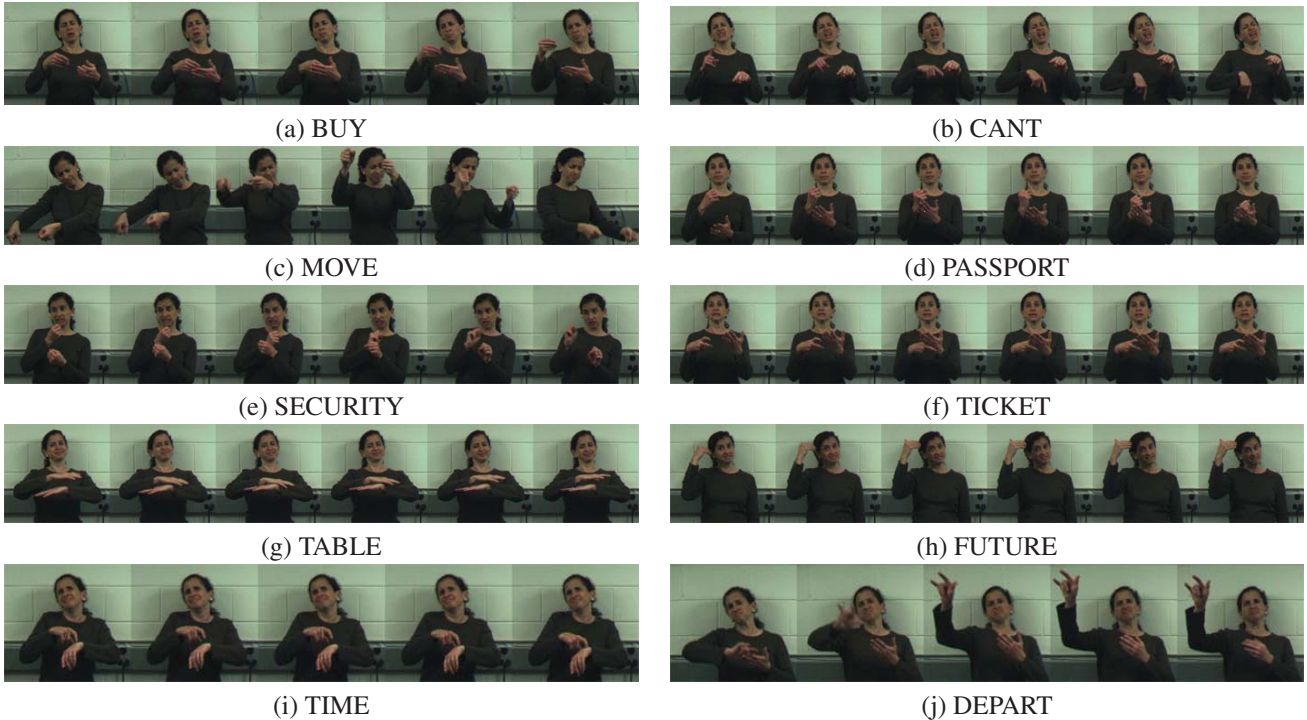 (a) BUY
(b) CANT
(c) MOVE
(d) PASSPORT
(e) SECURITY
(f) TICKET
(g) TABLE
(h) FUTURE
(i) TIME
(j) DEPART